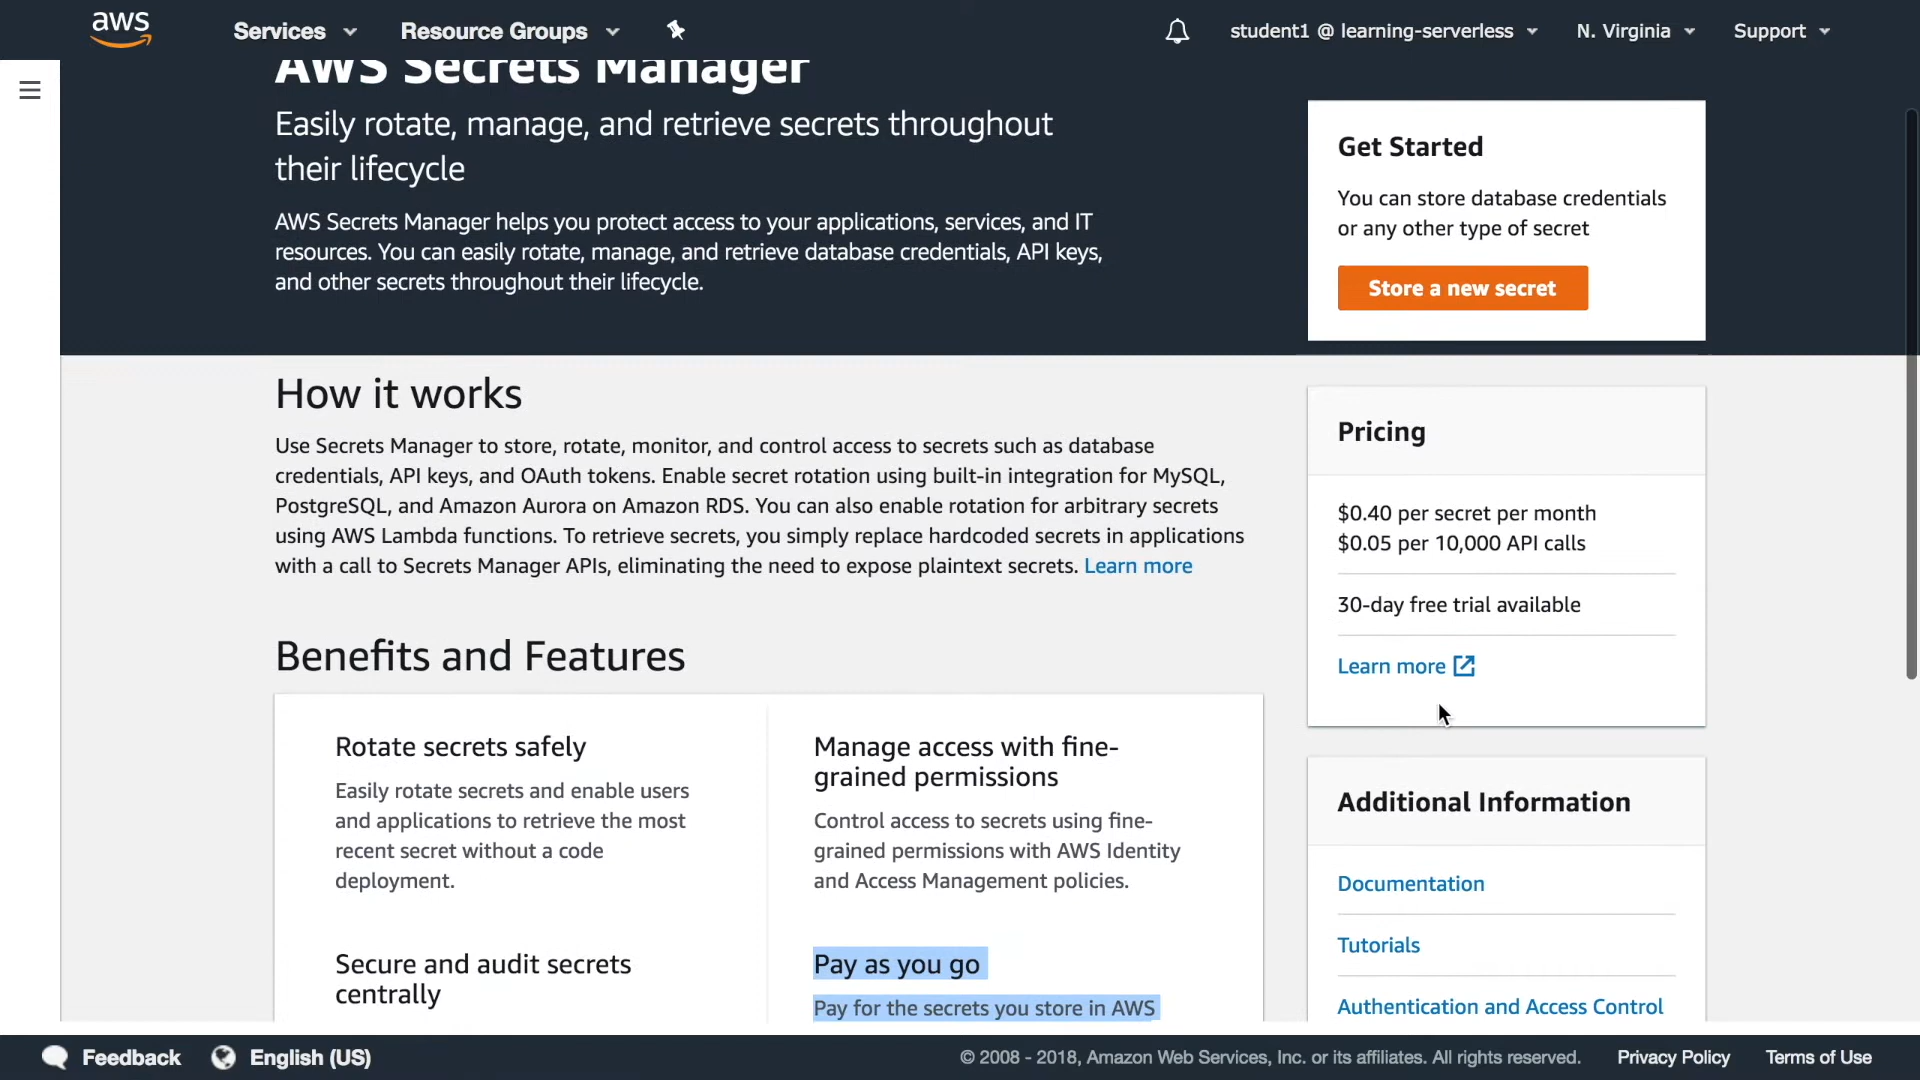 aws
Services
Resource Groups
student1 @ learning-serverless
N. Virginia
Support
AWS Secrets Manager
Easily rotate, manage, and retrieve secrets throughout
their lifecycle
AWS Secrets Manager helps you protect access to your applications, services, and IT
resources. You can easily rotate, manage, and retrieve database credentials, API keys,
and other secrets throughout their lifecycle.
Get Started
You can store database credentials
or any other type of secret
Store a new secret
How it works
Use Secrets Manager to store, rotate, monitor, and control access to secrets such as database
credentials, API keys, and OAuth tokens. Enable secret rotation using built-in integration for MySQL,
PostgreSQL, and Amazon Aurora on Amazon RDS. You can also enable rotation for arbitrary secrets
using AWS Lambda functions. To retrieve secrets, you simply replace hardcoded secrets in applications
with a call to Secrets Manager APIs, eliminating the need to expose plaintext secrets. Learn more
Pricing
$0.40 per secret per month
$0.05 per 10,000 API calls
30-day free trial available
Learn more
Benefits and Features
Rotate secrets safely
Easily rotate secrets and enable users
and applications to retrieve the most
recent secret without a code
deployment.
Manage access with fine-
grained permissions
Control access to secrets using fine-
grained permissions with AWS Identity
and Access Management policies.
Secure and audit secrets
centrally
Pay as you go
Pay for the secrets you store in AWS
Additional Information
Documentation
Tutorials
Authentication and Access Control
Feedback
English (US)
© 2008 - 2018, Amazon Web Services, Inc. or its affiliates. All rights reserved.
Privacy Policy
Terms of Use